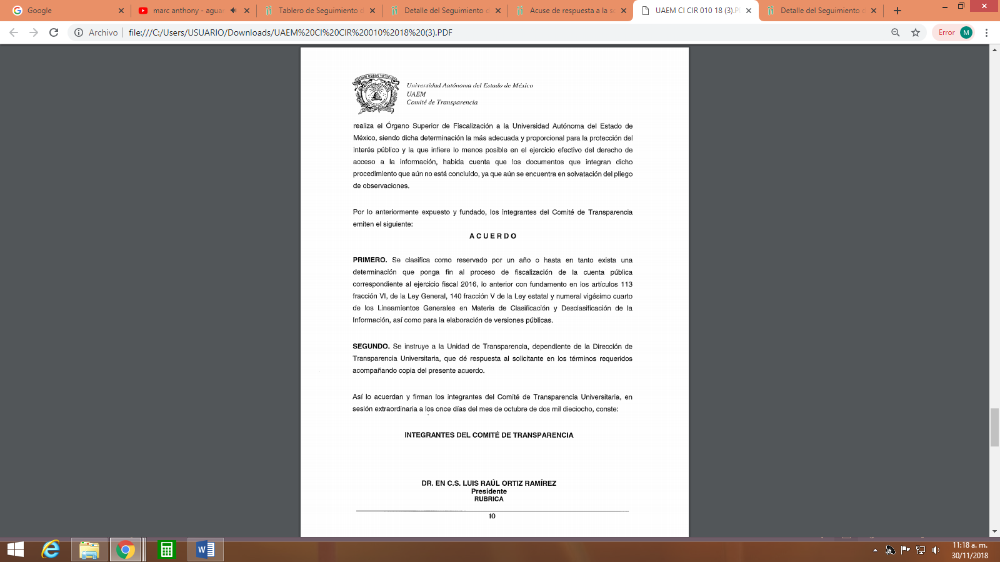 Google
marc anthony - agua
Tablero de Seguimiento d
Detalle del Seguimiento d
Acuse de respuesta a la so
UAEM CI CIR 010 18 (3).P
Detalle del Seguimiento d
Archivo
file:///C:/Users/USUARIO/Downloads/UAEM%20CI%20CIR%20010%2018%20(3).PDF
Error
M
Universidad Autónoma del Estado de México
UAEM
Comité de Transparencia
realiza el Órgano Superior de Fiscalización a la Universidad Autónoma del Estado de
México, siendo dicha determinación la más adecuada y proporcional para la protección del
interés público y la que infiere lo menos posible en el ejercicio efectivo del derecho de
acceso a la información, habida cuenta que los documentos que integran dicho
procedimiento que aún no está concluido, ya que aún se encuentra en solvatación del pliego
de observaciones.
Por lo anteriormente expuesto y fundado, los integrantes del Comité de Transparencia
emiten el siguiente:
A C U E R D O
PRIMERO. Se clasifica como reservado por un año o hasta en tanto exista una
determinación que ponga fin al proceso de fiscalización de la cuenta pública
correspondiente al ejercicio fiscal 2016, lo anterior con fundamento en los artículos 113
fracción VI, de la Ley General, 140 fracción V de la Ley estatal y numeral vigésimo cuarto
de los Lineamientos Generales en Materia de Clasificación y Desclasificación de la
Información, así como para la elaboración de versiones públicas.
SEGUNDO. Se instruye a la Unidad de Transparencia, dependiente de la Dirección de
Transparencia Universitaria, que dé respuesta al solicitante en los términos requeridos
acompañando copia del presente acuerdo.
Así lo acuerdan y firman los integrantes del Comité de Transparencia Universitaria, en
sesión extraordinaria a los once días del mes de octubre de dos mil dieciocho, conste:
INTEGRANTES DEL COMITÉ DE TRANSPARENCIA
DR. EN C.S. LUIS RAÚL ORTIZ RAMÍREZ
Presidente
RUBRICA
10
11:18 a. m.
30/11/2018